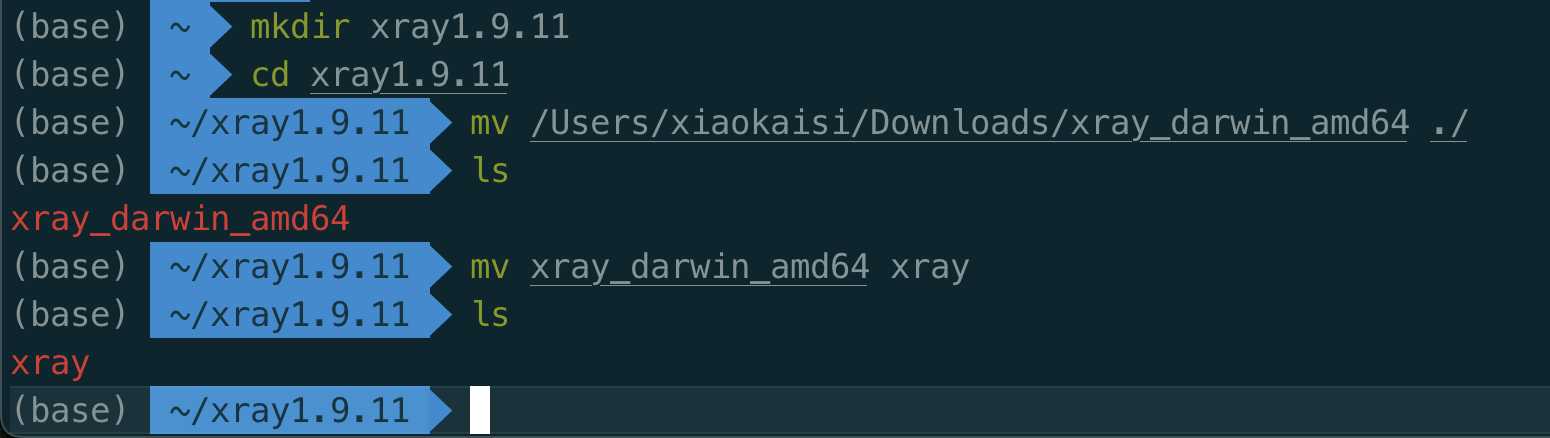 (base) ~ mkdir xray1.9.11
(base) ~ cd xray1.9.11
(base) ~/xray1.9.11 mv /Users/xiaokaisi/Downloads/xray_darwin_amd64 ./
(base) ~/xray1.9.11 ls
xray_darwin_amd64
(base) ~/xray1.9.11 mv xray_darwin_amd64 xray
(base) ~/xray1.9.11 ls
xray
(base) ~/xray1.9.11